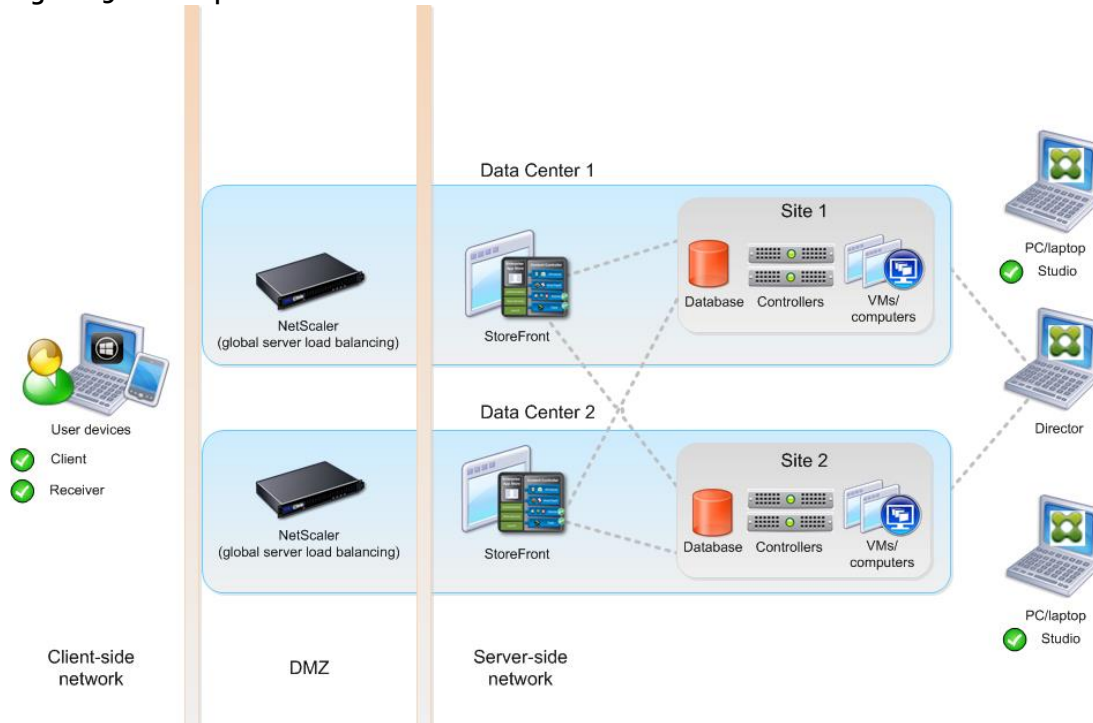 Data Center 1
Site 1
Database
Controllers
VMs/
computers
NetScaler
(global server load balancing)
StoreFront
PC/laptop
Studio
User devices
Client
Receiver
Director
Data Center 2
Site 2
Database
Controllers
VMs/
computers
NetScaler
(global server load balancing)
StoreFront
PC/laptop
Studio
Client-side
network
DMZ
Server-side
network